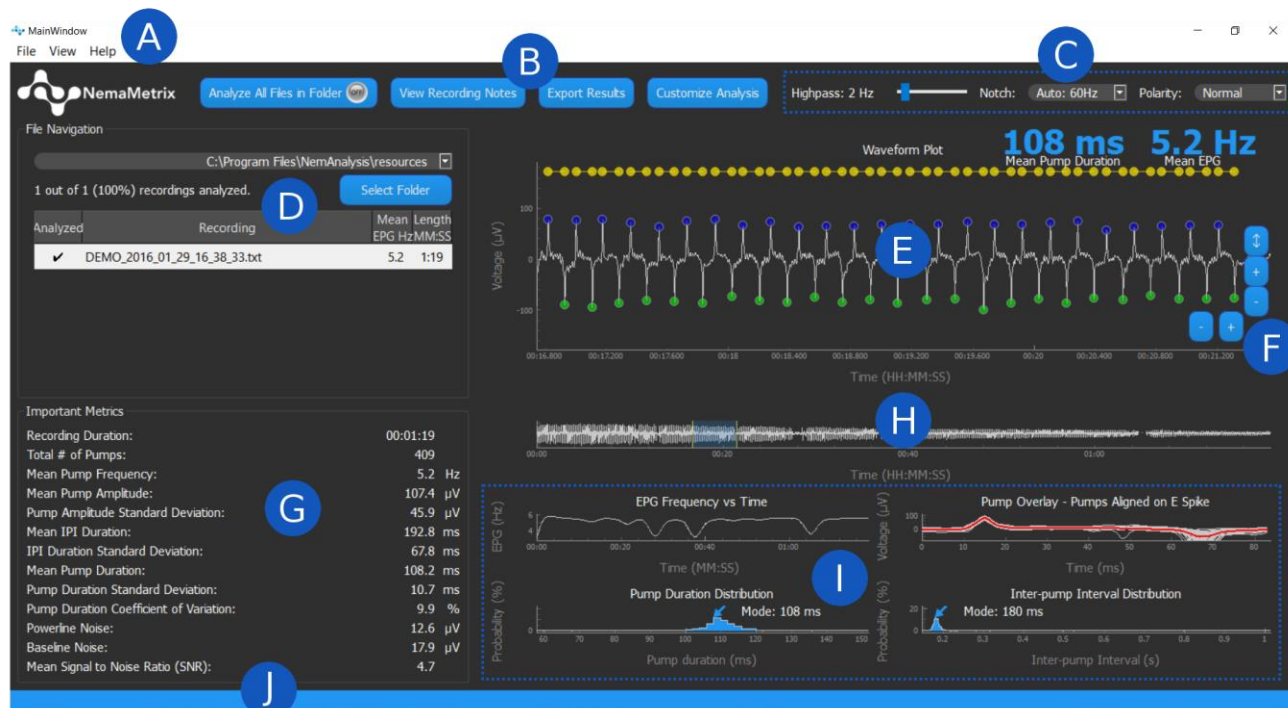 MainWindow
A
File View Help
B
C
NemaMetrix
Analyze All Files in Folder OFF
View Recording Notes
Export Results
Customize Analysis
Highpass: 2 Hz
Notch: Auto: 60Hz
Polarity: Normal
File Navigation
C:\Program Files\NemAnalysis\resources
1 out of 1 (100%) recordings analyzed.
Select Folder
D
Analyzed Recording Mean EPG Hz Length MM:SS
✔ DEMO_2016_01_29_16_38_33.txt 5.2 1:19
Waveform Plot
108 ms 5.2 Hz
Mean Pump Duration Mean EPG
Voltage (µV)
100
0
-100
E
↕
+
-
- +
F
00:16.800 00:17.200 00:17.600 00:18 00:18.400 00:18.800 00:19.200 00:19.600 00:20 00:20.400 00:20.800 00:21.200
Time (HH:MM:SS)
H
00:00 00:20 00:40 01:00
Time (HH:MM:SS)
Important Metrics
Recording Duration: 00:01:19
Total # of Pumps: 409
Mean Pump Frequency: 5.2 Hz
Mean Pump Amplitude: 107.4 µV
Pump Amplitude Standard Deviation: 45.9 µV
Mean IPI Duration: 192.8 ms
IPI Duration Standard Deviation: 67.8 ms
Mean Pump Duration: 108.2 ms
Pump Duration Standard Deviation: 10.7 ms
Pump Duration Coefficient of Variation: 9.9 %
Powerline Noise: 12.6 µV
Baseline Noise: 17.9 µV
Mean Signal to Noise Ratio (SNR): 4.7
G
J
EPG Frequency vs Time
EPG (Hz)
6
4
00:00 00:20 00:40 01:00
Time (MM:SS)
Pump Overlay - Pumps Aligned on E Spike
Voltage (µV)
100
0
0 10 20 30 40 50 60 70 80
Time (ms)
I
Pump Duration Distribution
Probability (%)
Mode: 108 ms
0
60 70 80 90 100 110 120 130 140 150
Pump duration (ms)
Inter-pump Interval Distribution
Probability (%)
20
Mode: 180 ms
0
0.2 0.3 0.4 0.5 0.6 0.7 0.8 0.9 1
Inter-pump Interval (s)